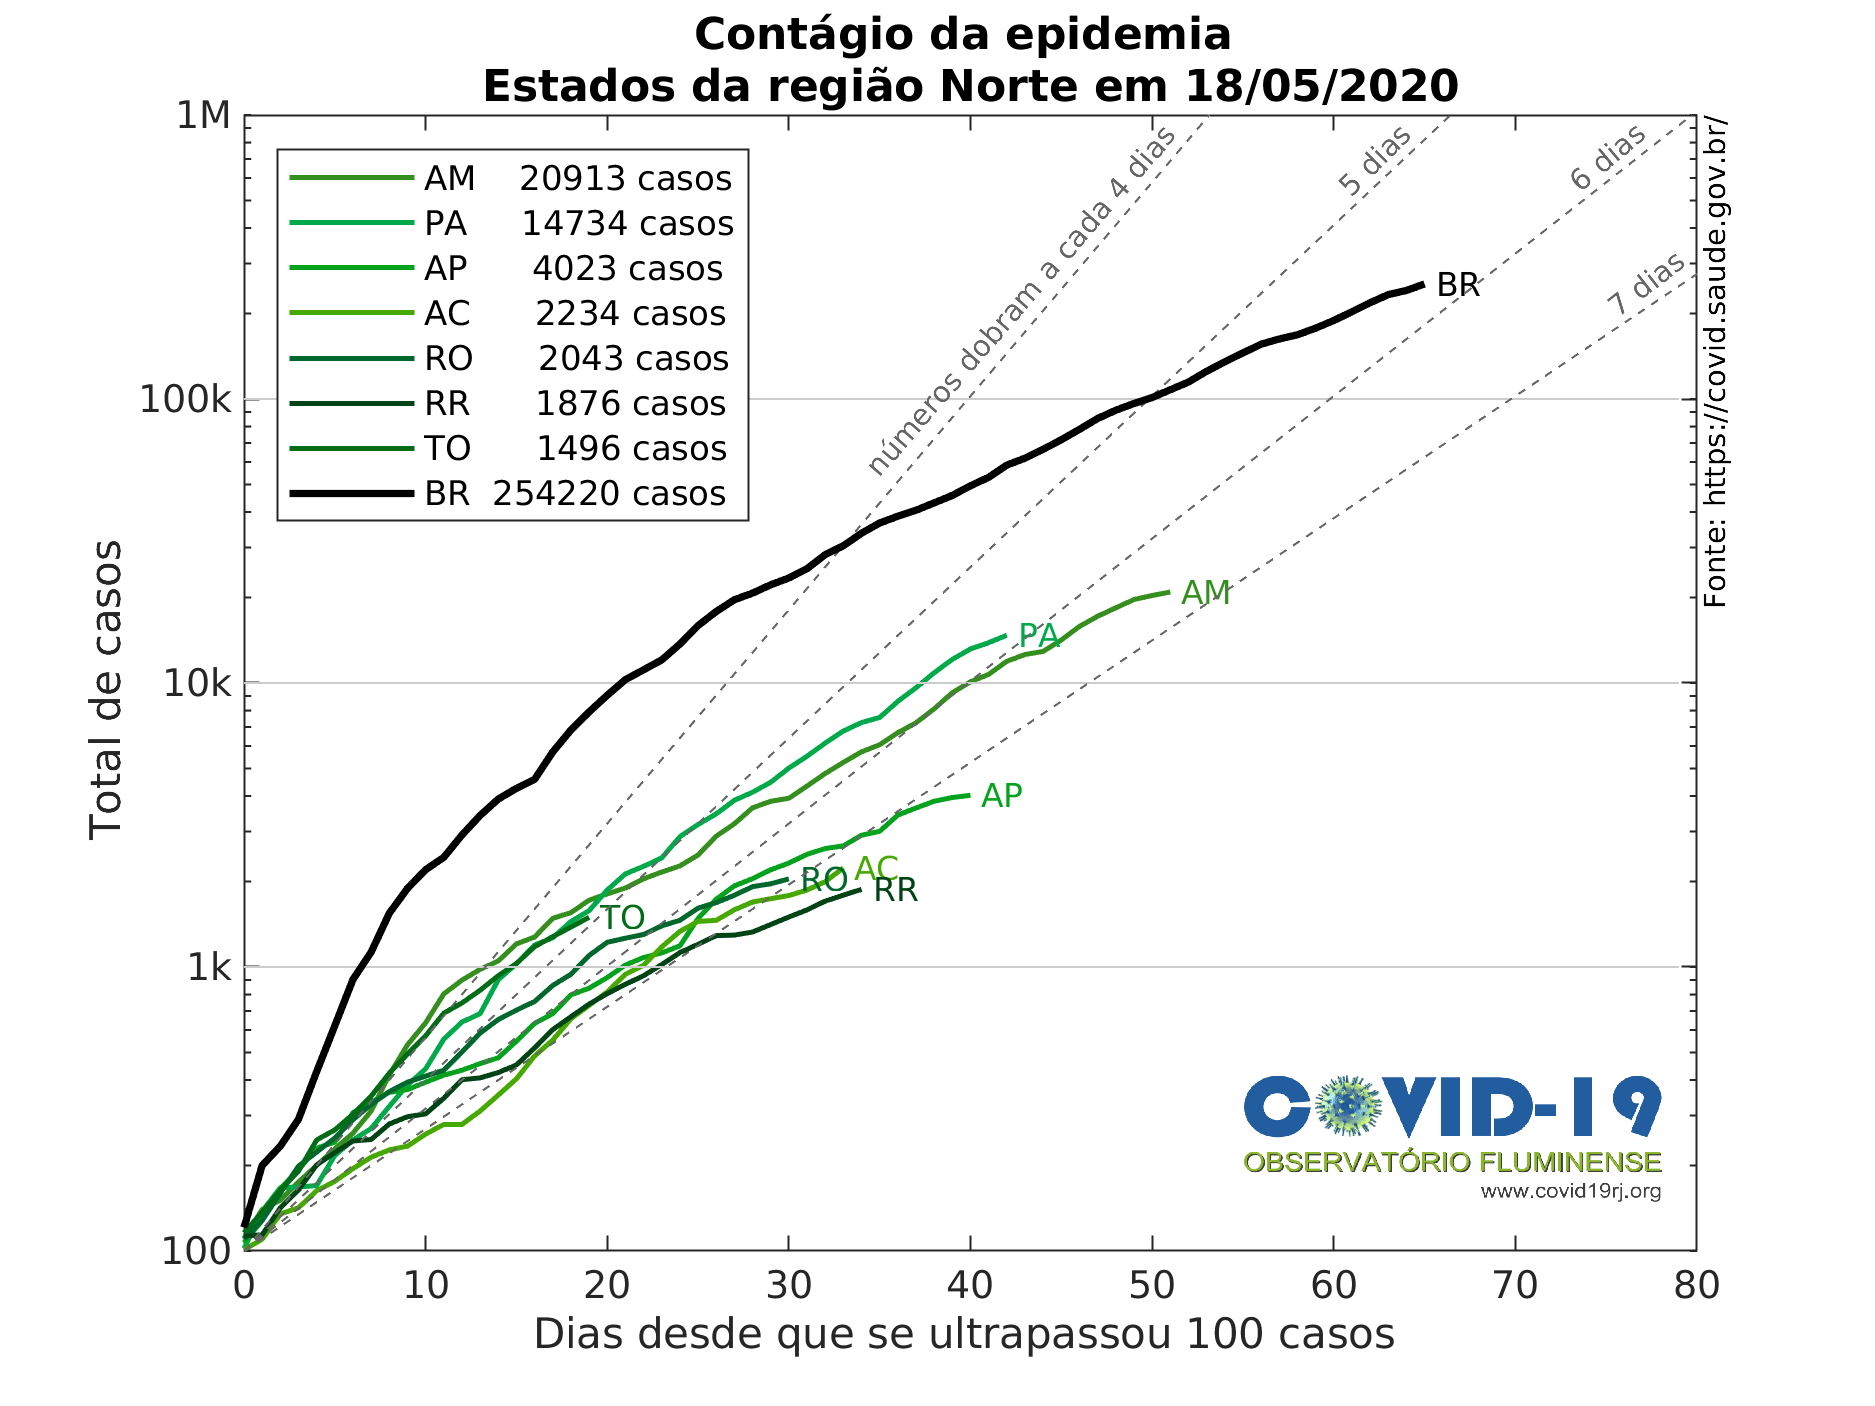 Contágio da epidemia
Estados da região Norte em 18/05/2020
1M
100k
10k
1k
100
Total de casos
AM 20913 casos
PA 14734 casos
AP 4023 casos
AC 2234 casos
RO 2043 casos
RR 1876 casos
TO 1496 casos
BR 254220 casos
números dobram a cada 4 dias
5 dias
6 dias
7 dias
BR
AM
PA
AP
AC
RO
RR
TO
Fonte: https://covid.saude.gov.br/
COVID-19
OBSERVATÓRIO FLUMINENSE
www.covid19rj.org
0 10 20 30 40 50 60 70 80
Dias desde que se ultrapassou 100 casos